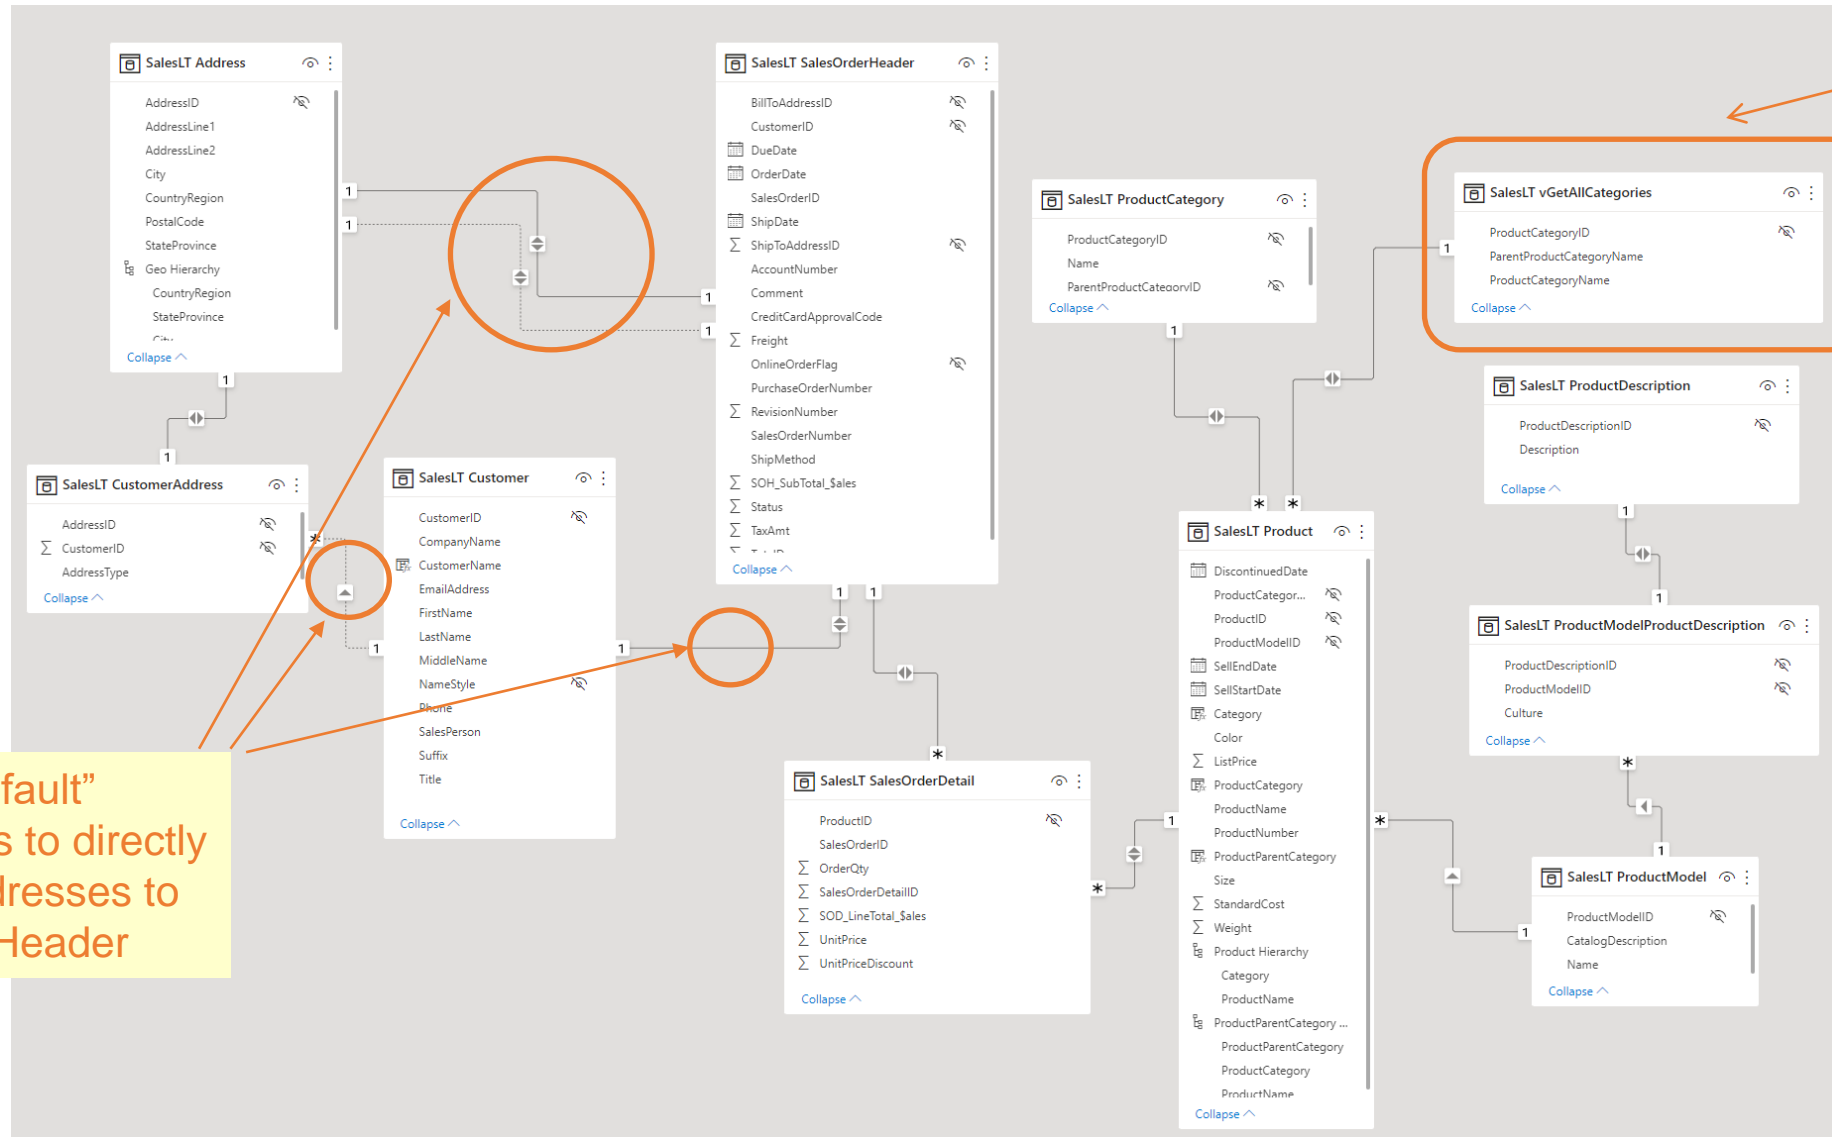 SalesLT Address
AddressID
AddressLine1
AddressLine2
City
CountryRegion
PostalCode
StateProvince
Geo Hierarchy
CountryRegion
StateProvince
City
Collapse
SalesLT SalesOrderHeader
BillToAddressID
CustomerID
DueDate
OrderDate
SalesOrderID
ShipDate
ShipToAddressID
AccountNumber
Comment
CreditCardApprovalCode
Freight
OnlineOrderFlag
PurchaseOrderNumber
RevisionNumber
SalesOrderNumber
ShipMethod
SOH_SubTotal_$ales
Status
TaxAmt
Collapse
SalesLT ProductCategory
ProductCategoryID
Name
ParentProductCategoryID
Collapse
SalesLT vGetAllCategories
ProductCategoryID
ParentProductCategoryName
ProductCategoryName
Collapse
SalesLT ProductDescription
ProductDescriptionID
Description
Collapse
SalesLT CustomerAddress
AddressID
CustomerID
AddressType
Collapse
SalesLT Customer
CustomerID
CompanyName
CustomerName
EmailAddress
FirstName
LastName
MiddleName
NameStyle
Phone
SalesPerson
Suffix
Title
Collapse
SalesLT Product
DiscontinuedDate
ProductCategor...
ProductID
ProductModelID
SellEndDate
SellStartDate
Category
Color
ListPrice
ProductCategory
ProductName
ProductNumber
ProductParentCategory
Size
StandardCost
Weight
Product Hierarchy
Category
ProductName
ProductParentCategory ...
ProductParentCategory
ProductCategory
ProductName
Collapse
SalesLT ProductModelProductDescription
ProductDescriptionID
ProductModelID
Culture
Collapse
SalesLT SalesOrderDetail
ProductID
SalesOrderID
OrderQty
SalesOrderDetailID
SOD_LineTotal_$ales
UnitPrice
UnitPriceDiscount
Collapse
SalesLT ProductModel
ProductModelID
CatalogDescription
Name
Collapse
fault”
s to directly
dresses to
Header